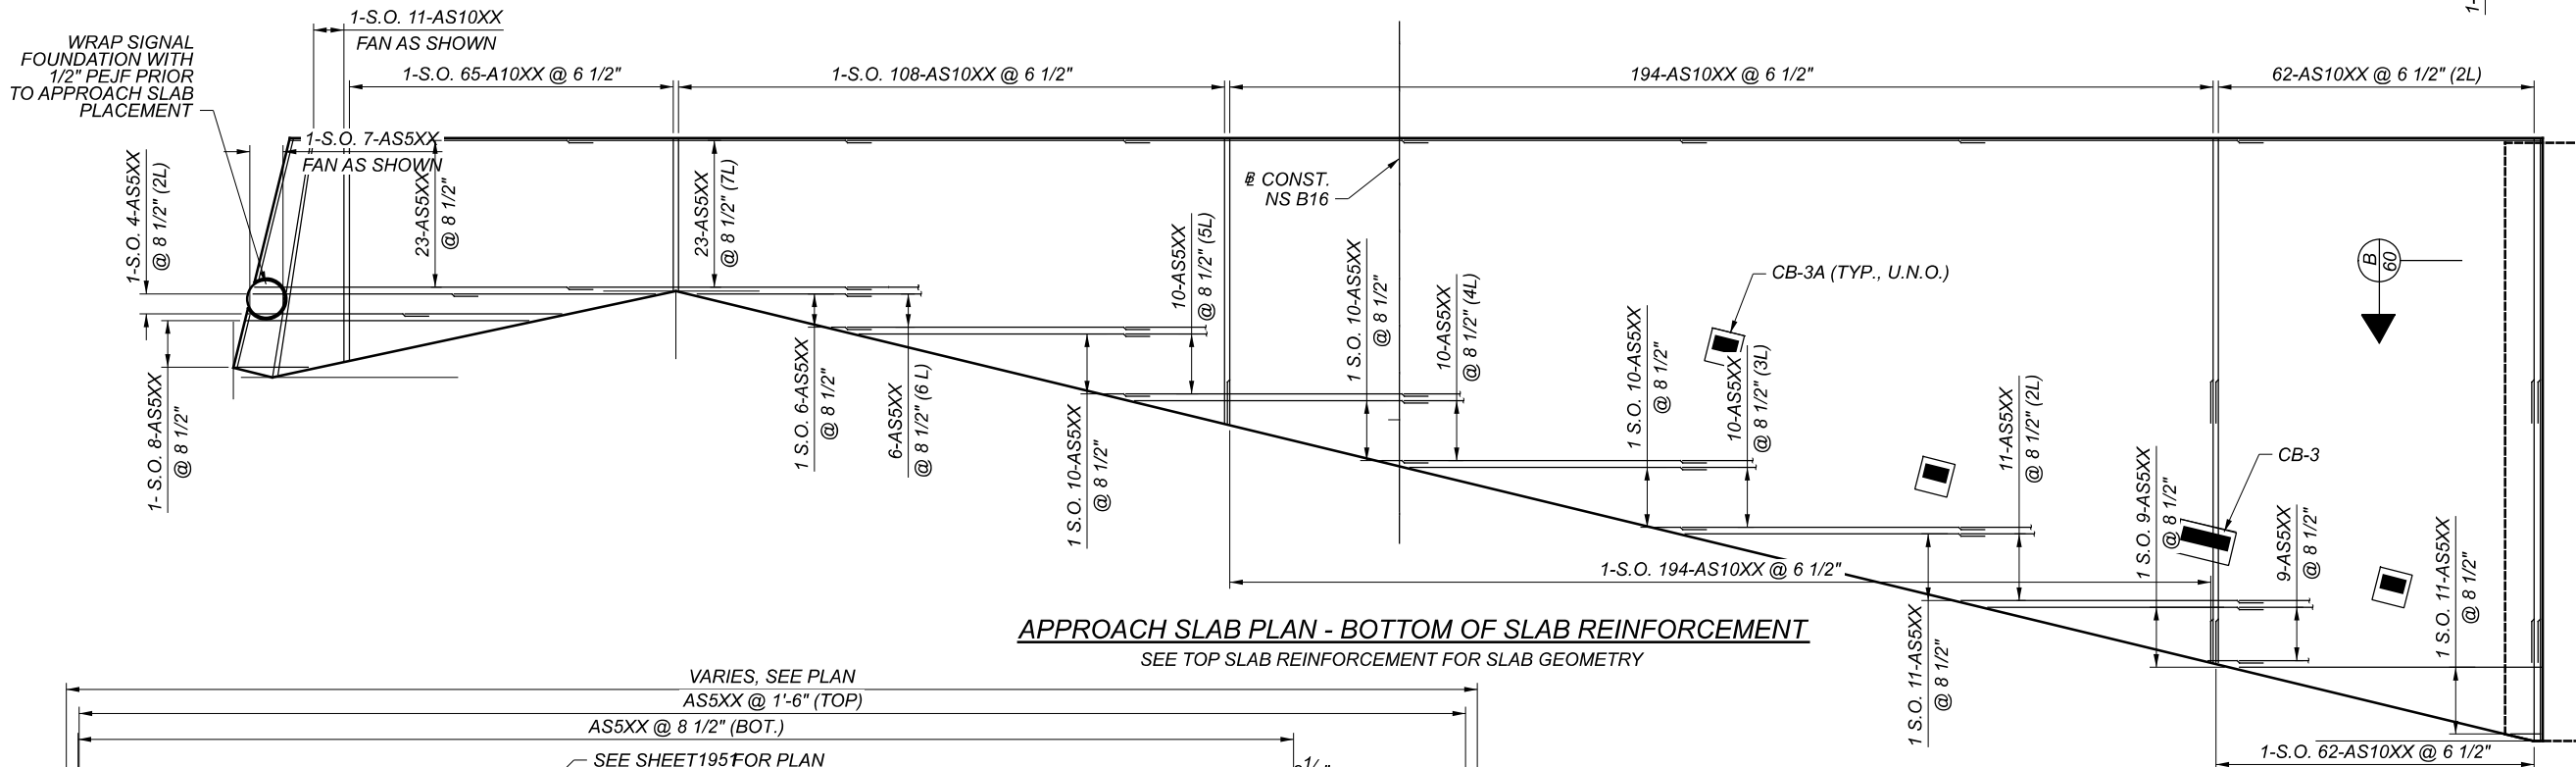 1-S.O. 11-AS10XX
FAN AS SHOWN
WRAP SIGNAL
FOUNDATION WITH
1/2" PEJF PRIOR
TO APPROACH SLAB
PLACEMENT
1-S.O. 65-A10XX @ 6 1/2"
1-S.O. 108-AS10XX @ 6 1/2"
194-AS10XX @ 6 1/2"
62-AS10XX @ 6 1/2" (2L)
1-
1-S.O. 7-AS5XX
FAN AS SHOWN
1-S.O. 4-AS5XX
@ 8 1/2" (2L)
23-AS5XX
@ 8 1/2"
23-AS5XX
@ 8 1/2" (7L)
CONST.
NS B16
10-AS5XX
@ 8 1/2" (5L)
1 S.O. 10-AS5XX
@ 8 1/2"
10-AS5XX
@ 8 1/2" (4L)
CB-3A (TYP., U.N.O.)
B
60
1- S.O. 8-AS5XX
@ 8 1/2"
1 S.O. 6-AS5XX
@ 8 1/2"
6-AS5XX
@ 8 1/2" (6 L)
1 S.O. 10-AS5XX
@ 8 1/2"
1 S.O. 10-AS5XX
@ 8 1/2"
10-AS5XX
@ 8 1/2" (3L)
11-AS5XX
@ 8 1/2" (2L)
1 S.O. 9-AS5XX
@ 8 1/2"
CB-3
9-AS5XX
@ 8 1/2"
1 S.O. 11-AS5XX
@ 8 1/2"
1-S.O. 194-AS10XX @ 6 1/2"
1 S.O. 11-AS5XX
@ 8 1/2"
APPROACH SLAB PLAN - BOTTOM OF SLAB REINFORCEMENT
SEE TOP SLAB REINFORCEMENT FOR SLAB GEOMETRY
VARIES, SEE PLAN
AS5XX @ 1'-6" (TOP)
AS5XX @ 8 1/2" (BOT.)
SEE SHEET1951FOR PLAN
1-S.O. 62-AS10XX @ 6 1/2"